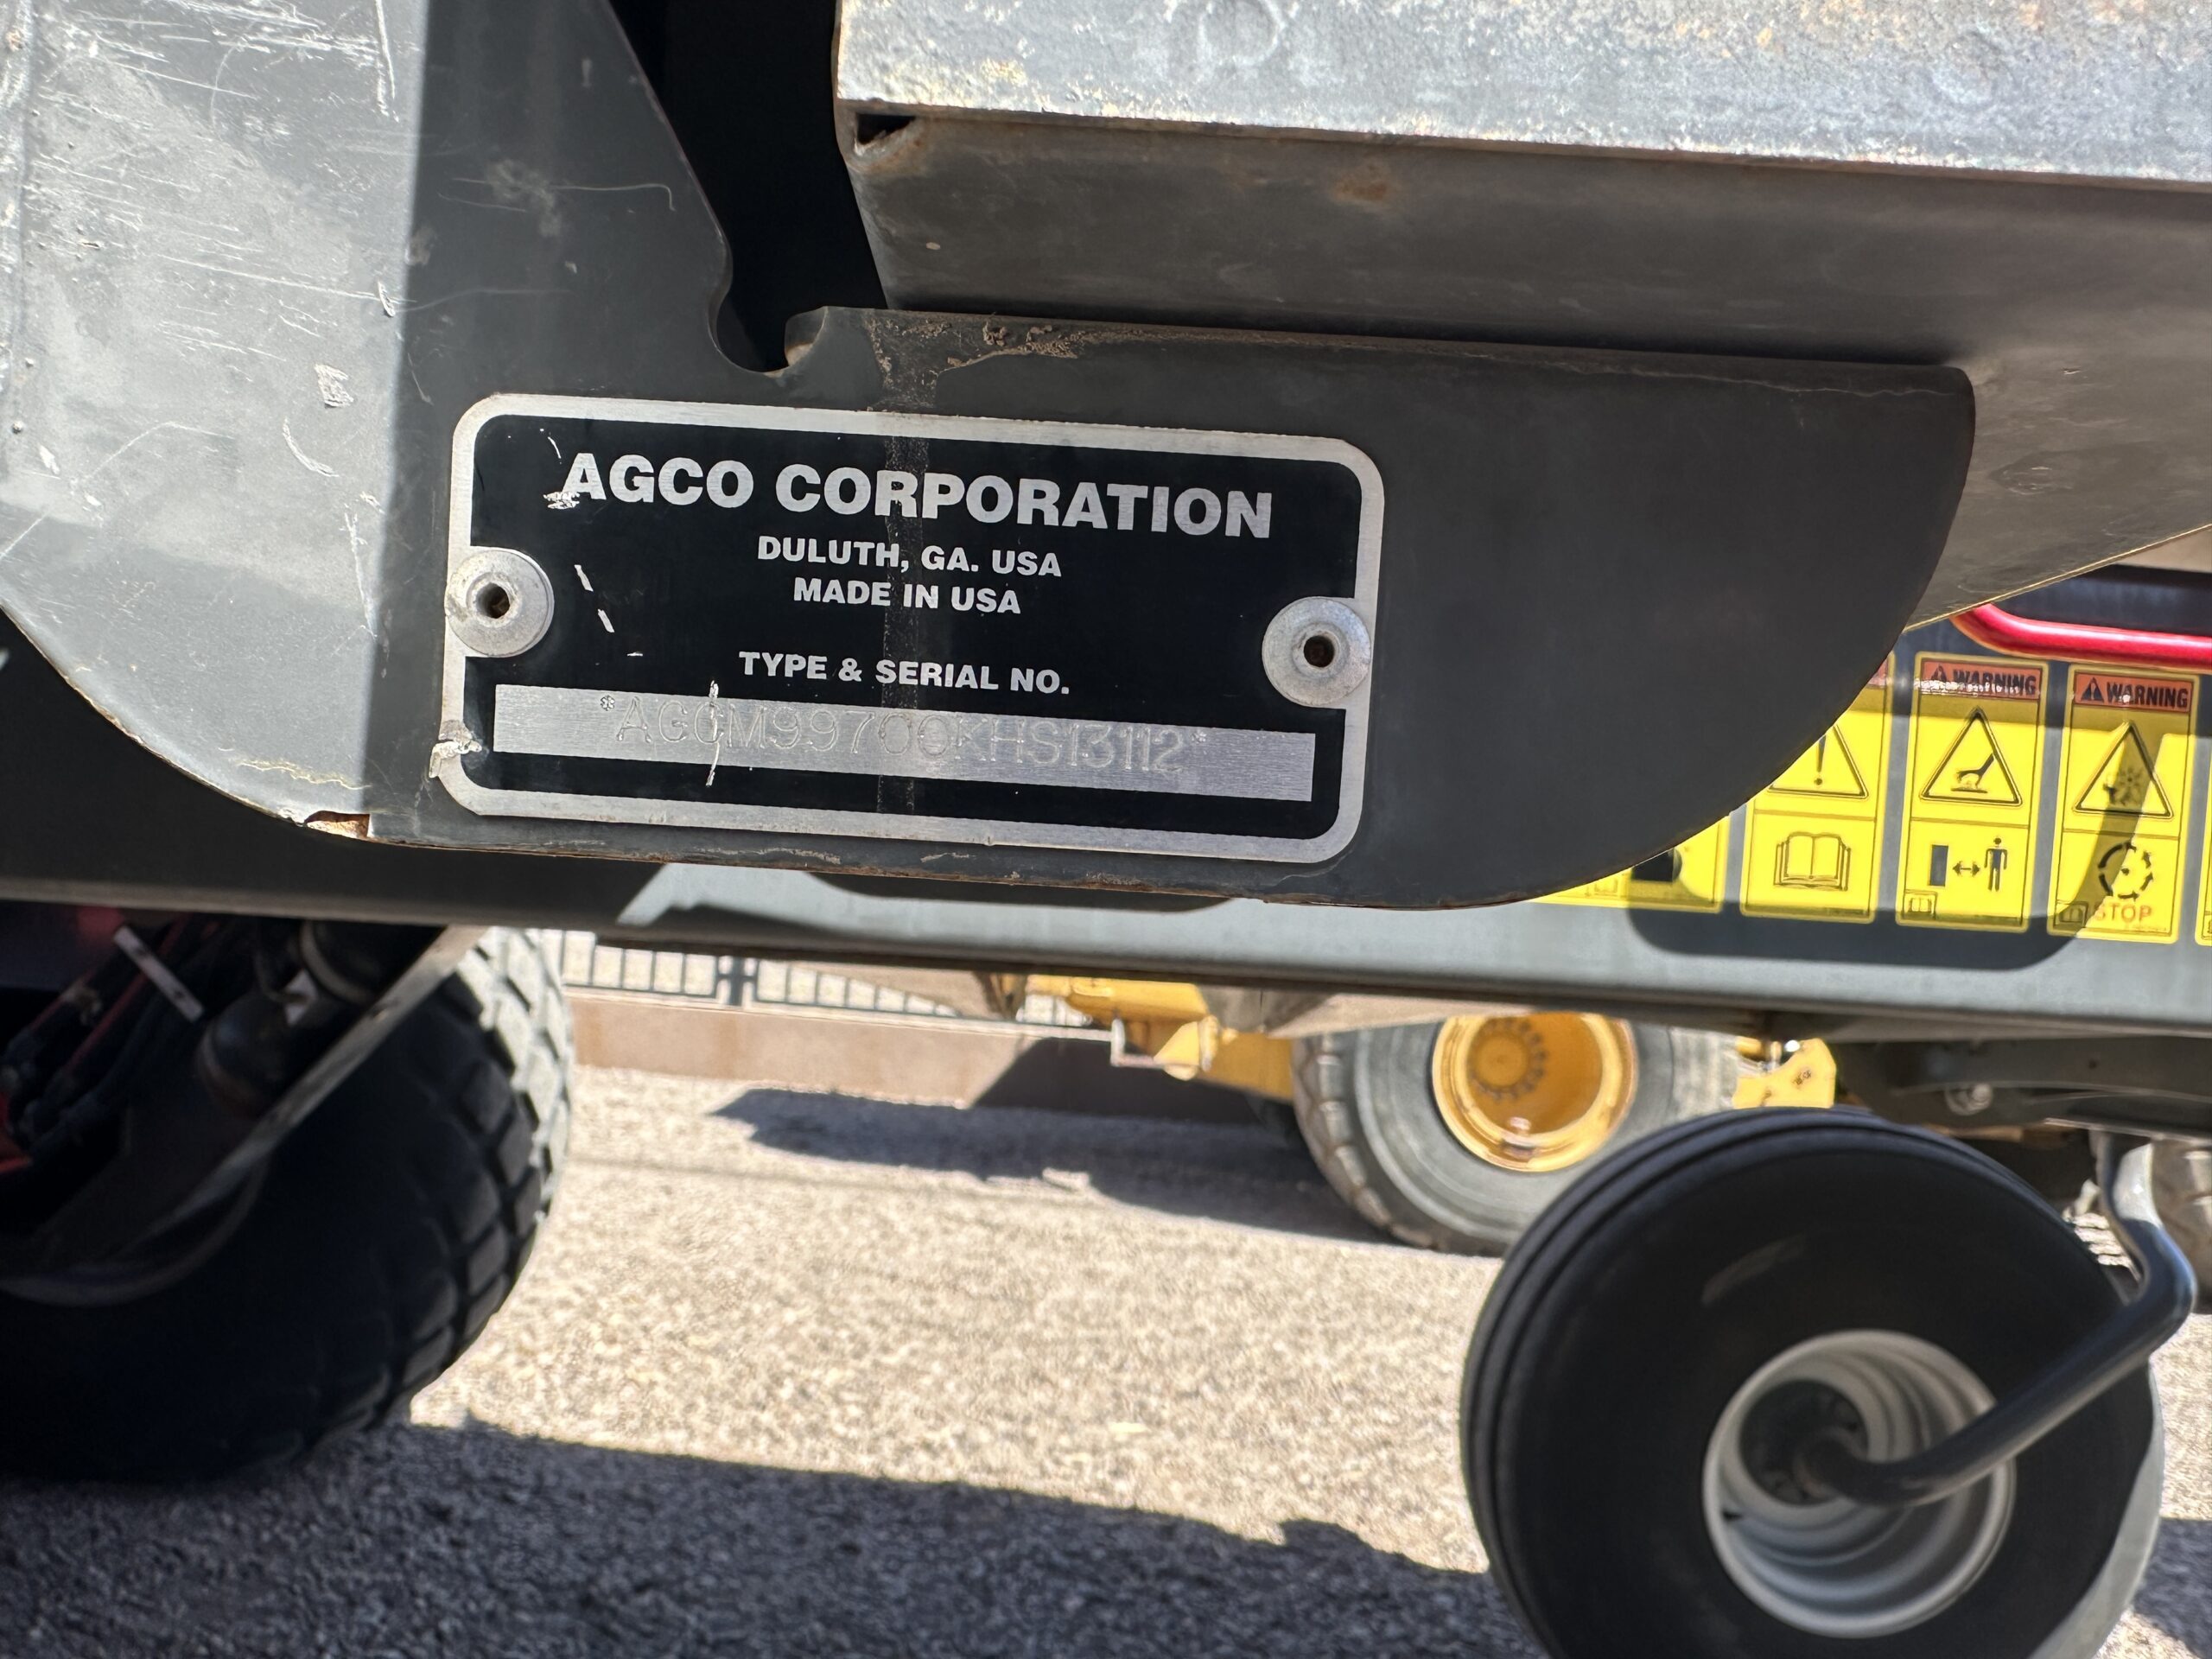 AGCO CORPORATION
DULUTH, GA. USA
MADE IN USA
TYPE & SERIAL NO.
*AGCM99700KHS13112*
WARNING
WARNING
STOP